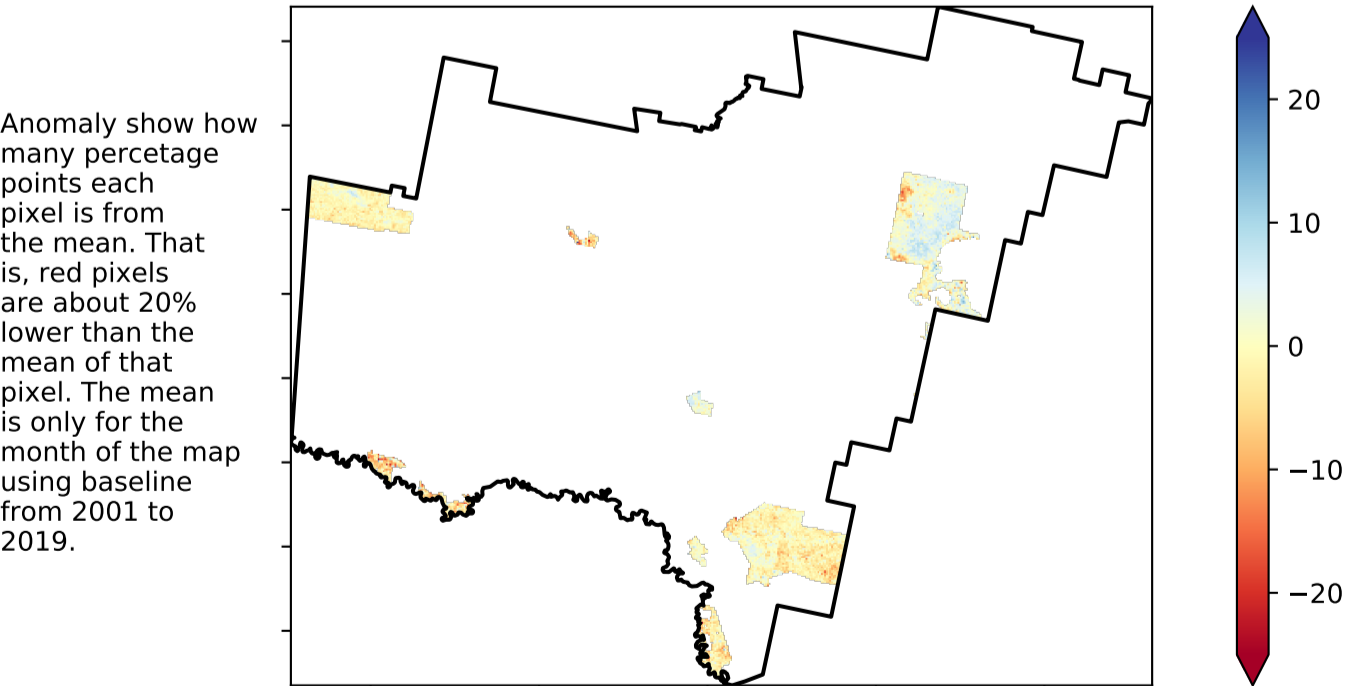 Anomaly show how
many percetage
points each
pixel is from
the mean. That
is, red pixels
are about 20%
lower than the
mean of that
pixel. The mean
is only for the
month of the map
using baseline
from 2001 to
2019.
20
10
0
−10
−20